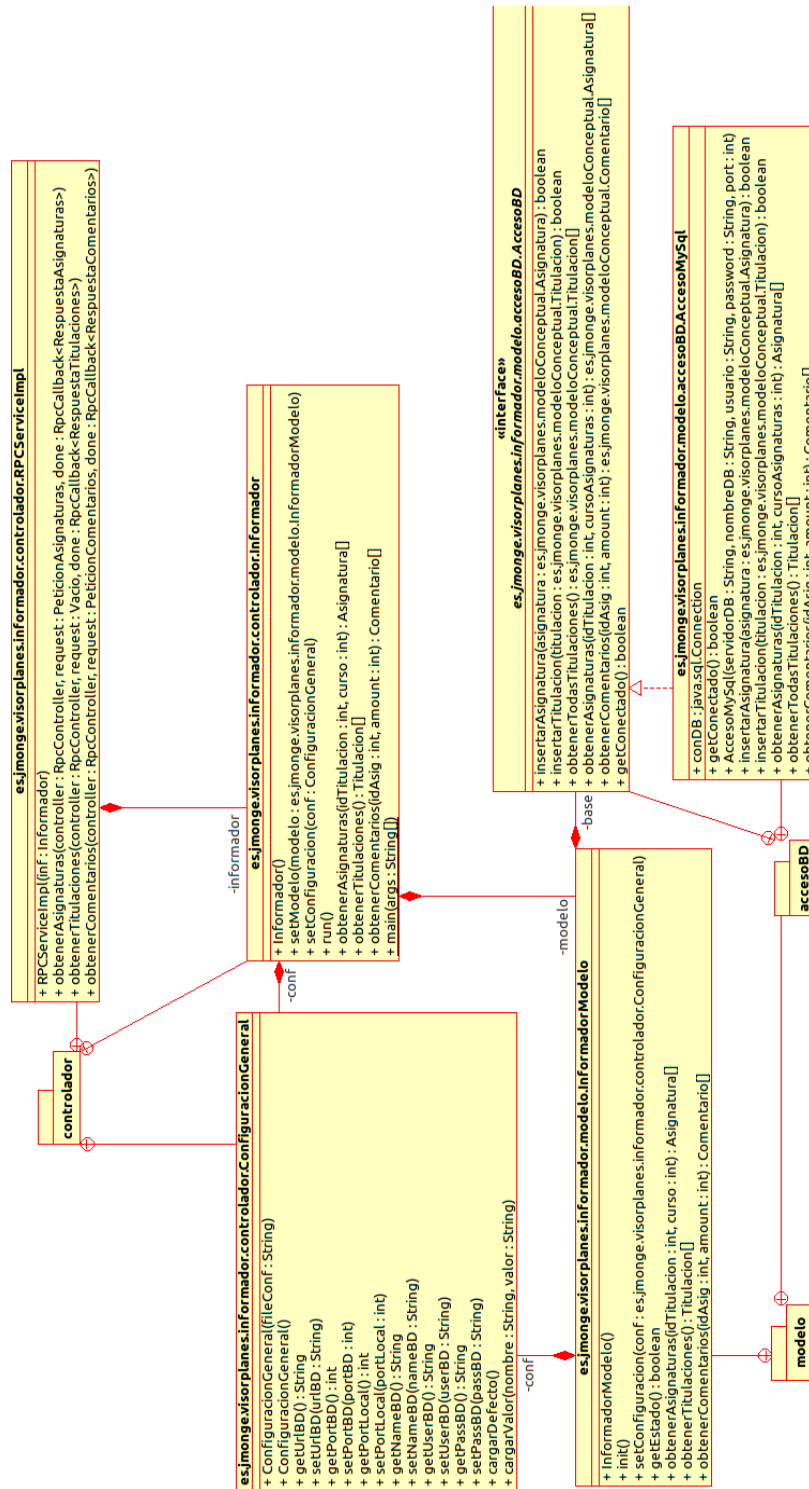 es.jmonge.visorplanes.informador.controlador.RPCServiceImpl
+ RPCServiceImpl(inf : Informador)
+ obtenerAsignaturas(controller : RpcController, request : PeticionAsignaturas, done : RpcCallback<RespuestaAsignaturas>)
+ obtenerTitulaciones(controller : RpcController, request : Vacio, done : RpcCallback<RespuestaTitulaciones>)
+ obtenerComentarios(controller : RpcController, request : PeticionComentarios, done : RpcCallback<RespuestaComentarios>)
controlador
-informador
es.jmonge.visorplanes.informador.controlador.Informador
+ Informador()
+ setModelo(modelo : es.jmonge.visorplanes.informador.modelo.InformadorModelo)
+ setConfiguracion(conf : ConfiguracionGeneral)
+ run()
+ obtenerAsignaturas(idTitulacion : int, curso : int) : Asignatura[]
+ obtenerTitulaciones() : Titulacion[]
+ obtenerComentarios(idAsig : int, amount : int) : Comentario[]
+ main(args : String[])
-conf
es.jmonge.visorplanes.informador.controlador.ConfiguracionGeneral
+ ConfiguracionGeneral(fileConf : String)
+ ConfiguracionGeneral()
+ getUrlBD() : String
+ setUrlBD(urlBD : String)
+ getPortBD() : int
+ setPortBD(portBD : int)
+ getPortLocal() : int
+ setPortLocal(portLocal : int)
+ getNameBD() : String
+ setNameBD(nameBD : String)
+ getUserBD() : String
+ setUserBD(userBD : String)
+ getPassBD() : String
+ setPassBD(passBD : String)
+ cargarDefecto()
+ cargarValor(nombre : String, valor : String)
-conf
-modelo
«interface»
es.jmonge.visorplanes.informador.modelo.accesoBD.AccesoBD
+ insertarAsignatura(asignatura : es.jmonge.visorplanes.modeloConceptual.Asignatura) : boolean
+ insertarTitulacion(titulacion : es.jmonge.visorplanes.modeloConceptual.Titulacion) : boolean
+ obtenerTodasTitulaciones() : es.jmonge.visorplanes.modeloConceptual.Titulacion[]
+ obtenerAsignaturas(idTitulacion : int, cursoAsignaturas : int) : es.jmonge.visorplanes.modeloConceptual.Asignatura[]
+ obtenerComentarios(idAsig : int, amount : int) : es.jmonge.visorplanes.modeloConceptual.Comentario[]
+ getConectado() : boolean
-base
es.jmonge.visorplanes.informador.modelo.InformadorModelo
+ InformadorModelo()
+ init()
+ setConfiguracion(conf : es.jmonge.visorplanes.informador.controlador.ConfiguracionGeneral)
+ getEstado() : boolean
+ obtenerAsignaturas(idTitulacion : int, curso : int) : Asignatura[]
+ obtenerTitulaciones() : Titulacion[]
+ obtenerComentarios(idAsig : int, amount : int) : Comentario[]
es.jmonge.visorplanes.informador.modelo.accesoBD.AccesoMySql
+ conDB : java.sql.Connection
+ getConectado() : boolean
+ AccesoMySql(servidorDB : String, nombreDB : String, usuario : String, password : String, port : int)
+ insertarAsignatura(asignatura : es.jmonge.visorplanes.modeloConceptual.Asignatura) : boolean
+ insertarTitulacion(titulacion : es.jmonge.visorplanes.modeloConceptual.Titulacion) : boolean
+ obtenerAsignaturas(idTitulacion : int, cursoAsignaturas : int) : Asignatura[]
+ obtenerTodasTitulaciones() : Titulacion[]
+ obtenerComentarios(idAsig : int, amount : int) : Comentario[]
accesoBD
modelo